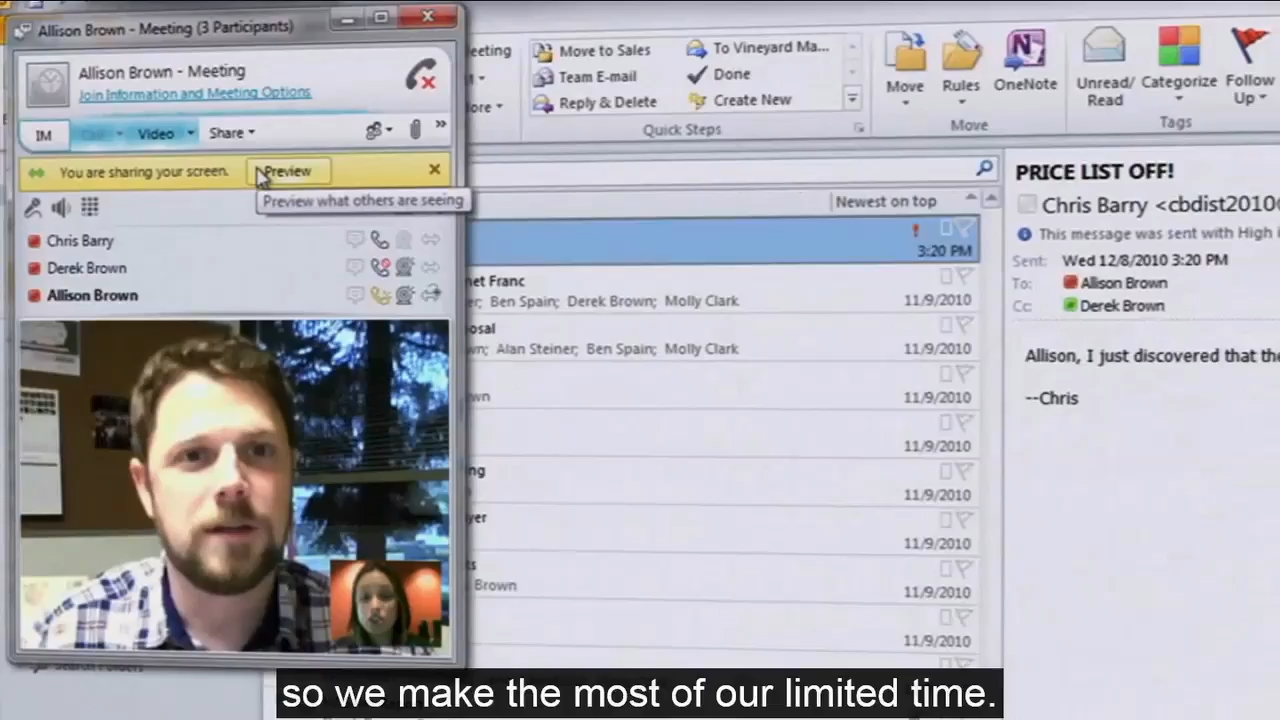 Allison Brown - Meeting (3 Participants)
Allison Brown - Meeting
Join Information and Meeting Options
IM
Video
Share
You are sharing your screen.
Preview
Preview what others are seeing
Chris Barry
Derek Brown
Allison Brown
Move to Sales
To Vineyard Ma...
Team E-mail
Done
Reply & Delete
Create New
Quick Steps
Move
Rules
OneNote
Move
Unread/
Read
Categorize
Follow
Up
Tags
Newest on top
3:20 PM
net Franc
Ben Spain; Derek Brown; Molly Clark
11/9/2010
osal
Alan Steiner; Ben Spain; Molly Clark
11/9/2010
11/9/2010
11/9/2010
11/9/2010
11/9/2010
Brown
11/9/2010
11/9/2010
PRICE LIST OFF!
Chris Barry <cbdist2010
This message was sent with High i
Sent: Wed 12/8/2010 3:20 PM
To: Allison Brown
Cc: Derek Brown
Allison, I just discovered that the
--Chris
so we make the most of our limited time.